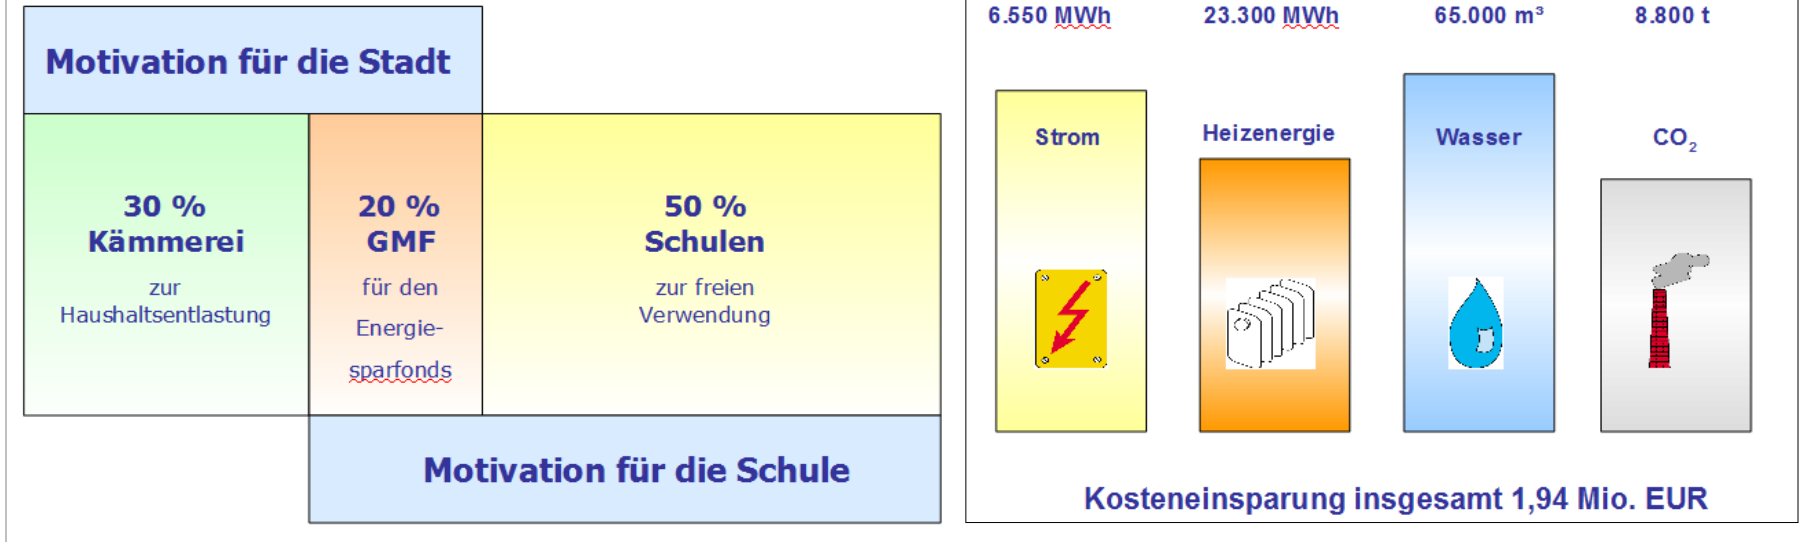 Motivation für die Stadt
30 %
Kämmerei
zur
Haushaltsentlastung
20 %
GMF
für den
Energie-
sparfonds
50 %
Schulen
zur freien
Verwendung
Motivation für die Schule
6.550 MWh
23.300 MWh
65.000 m³
8.800 t
Strom
Heizenergie
Wasser
CO₂
Kosteneinsparung insgesamt 1,94 Mio. EUR